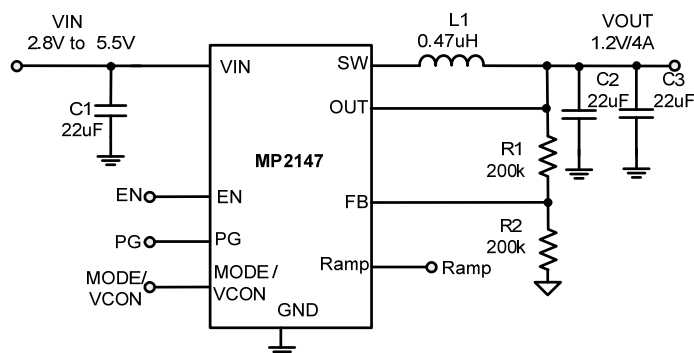 VIN
2.8V to 5.5V
L1
0.47uH
VOUT
1.2V/4A
VIN
SW
C1
22uF
OUT
C2
22uF
C3
22uF
MP2147
R1
200k
EN
EN
FB
PG
PG
R2
200k
MODE/
VCON
MODE/
VCON
Ramp
Ramp
GND